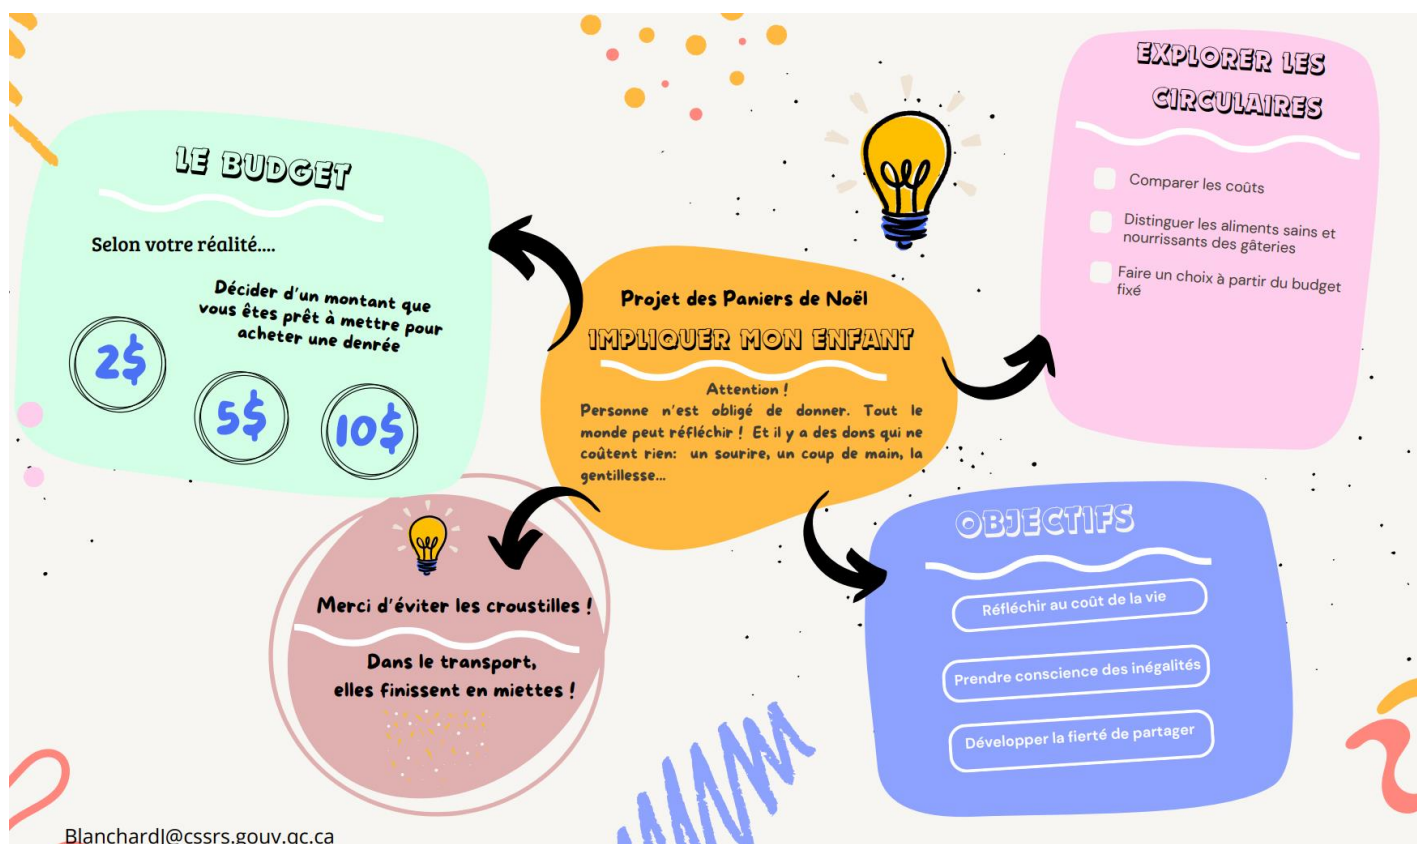 LE BUDGET
Selon votre réalité....
Décider d'un montant que
vous êtes prêt à mettre pour
acheter une denrée
2$
5$
10$
Projet des Paniers de Noël
IMPLIQUER MON ENFANT
Attention !
Personne n'est obligé de donner. Tout le
monde peut réfléchir ! Et il y a des dons qui ne
coûtent rien: un sourire, un coup de main, la
gentillesse...
EXPLORER LES
CIRCULAIRES
Comparer les coûts
Distinguer les aliments sains et
nourrissants des gâteries
Faire un choix à partir du budget
fixé
Merci d'éviter les croustilles !
Dans le transport,
elles finissent en miettes !
OBJECTIFS
Réfléchir au coût de la vie
Prendre conscience des inégalités
Développer la fierté de partager
BlanchardI@cssrs.gouv.qc.ca